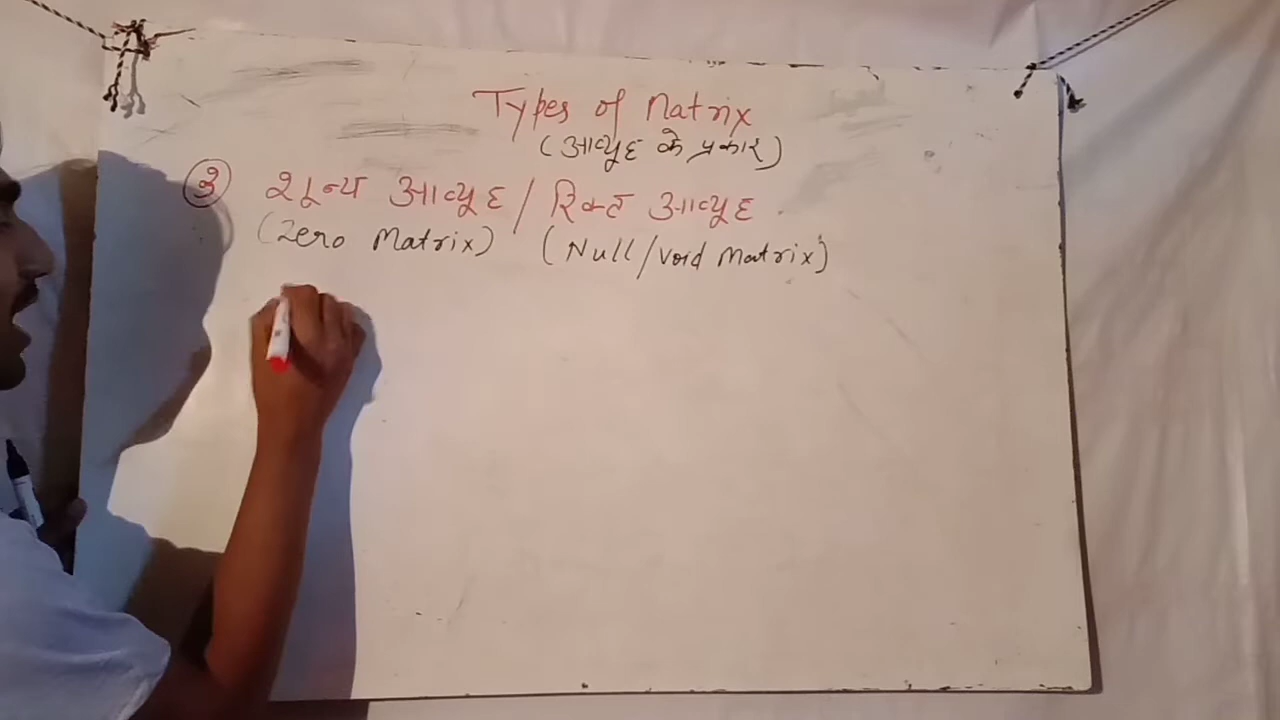 Types of Matrix
(आव्यूह के प्रकार)
३ शून्य आव्यूह / रिक्त आव्यूह
(Zero Matrix) (Null/Void Matrix)